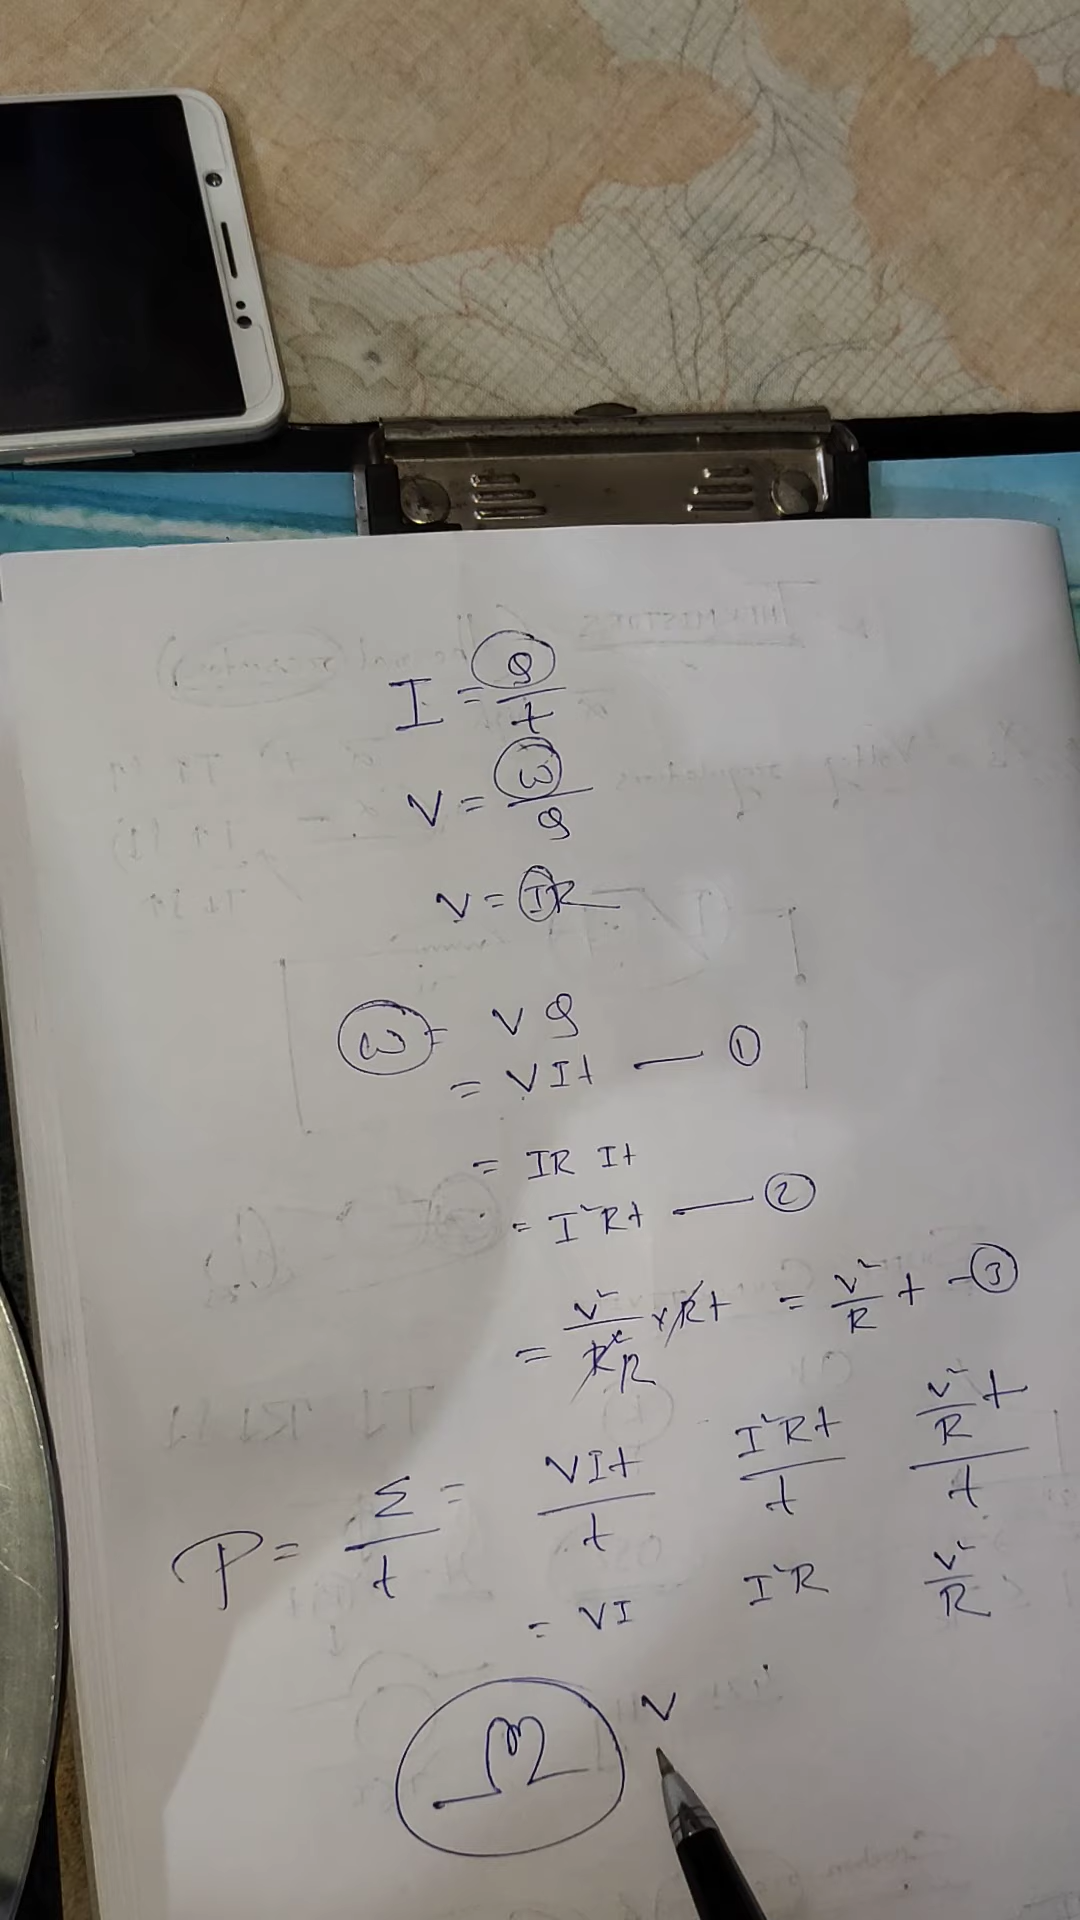 I = Q/t
V = W/Q
V = IR
W = VQ
= VIt — ①
= IR It
= I²Rt — ②
= V²/R² × Rt = V²/R t — ③
P = E/t = VIt/t I²Rt/t V²/R t/t
= VI I²R V²/R
V